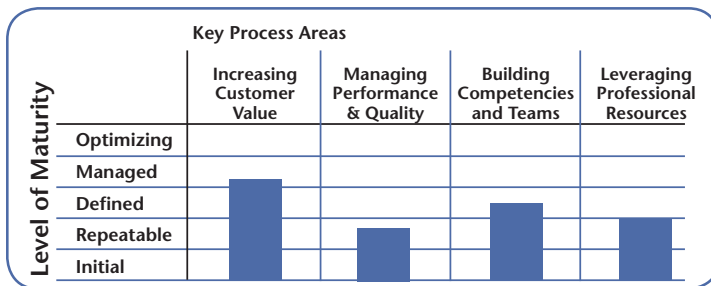 Key Process Areas
Increasing
Customer
Value
Managing
Performance
& Quality
Building
Competencies
and Teams
Leveraging
Professional
Resources
Level of Maturity
Optimizing
Managed
Defined
Repeatable
Initial